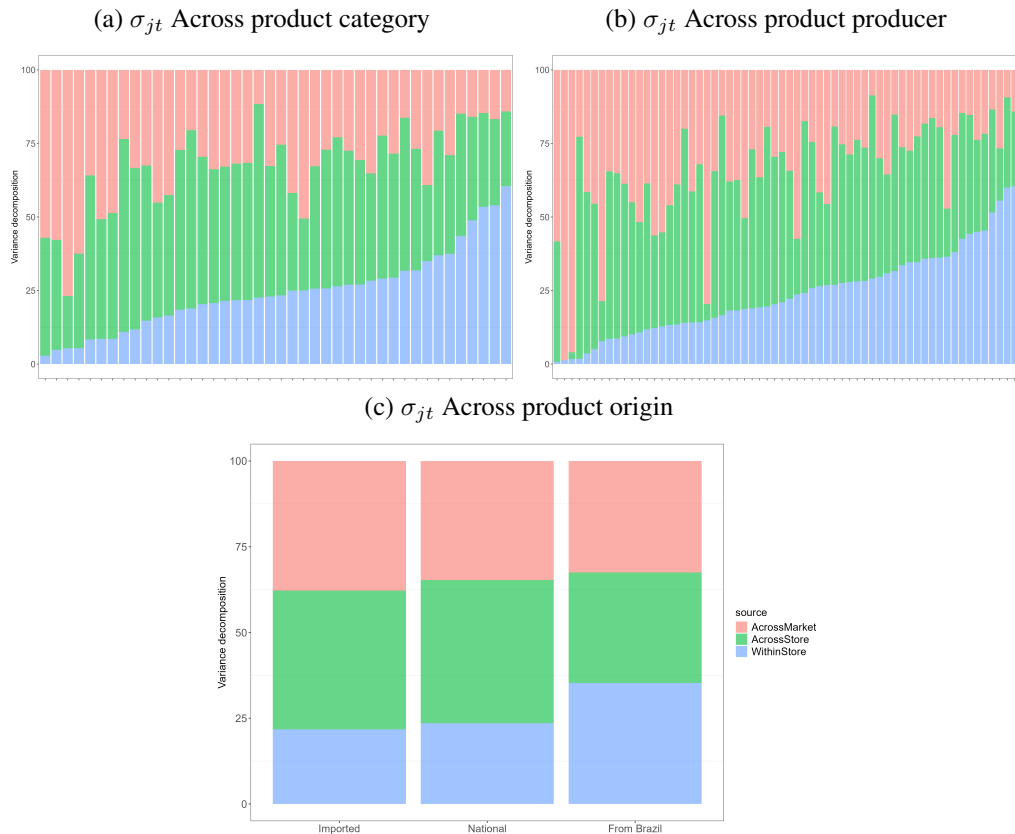 (a) σjt Across product category
(b) σjt Across product producer
Variance decomposition
100
75
50
25
0
Variance decomposition
100
75
50
25
0
(c) σjt Across product origin
Variance decomposition
100
75
50
25
0
Imported
National
From Brazil
source
AcrossMarket
AcrossStore
WithinStore